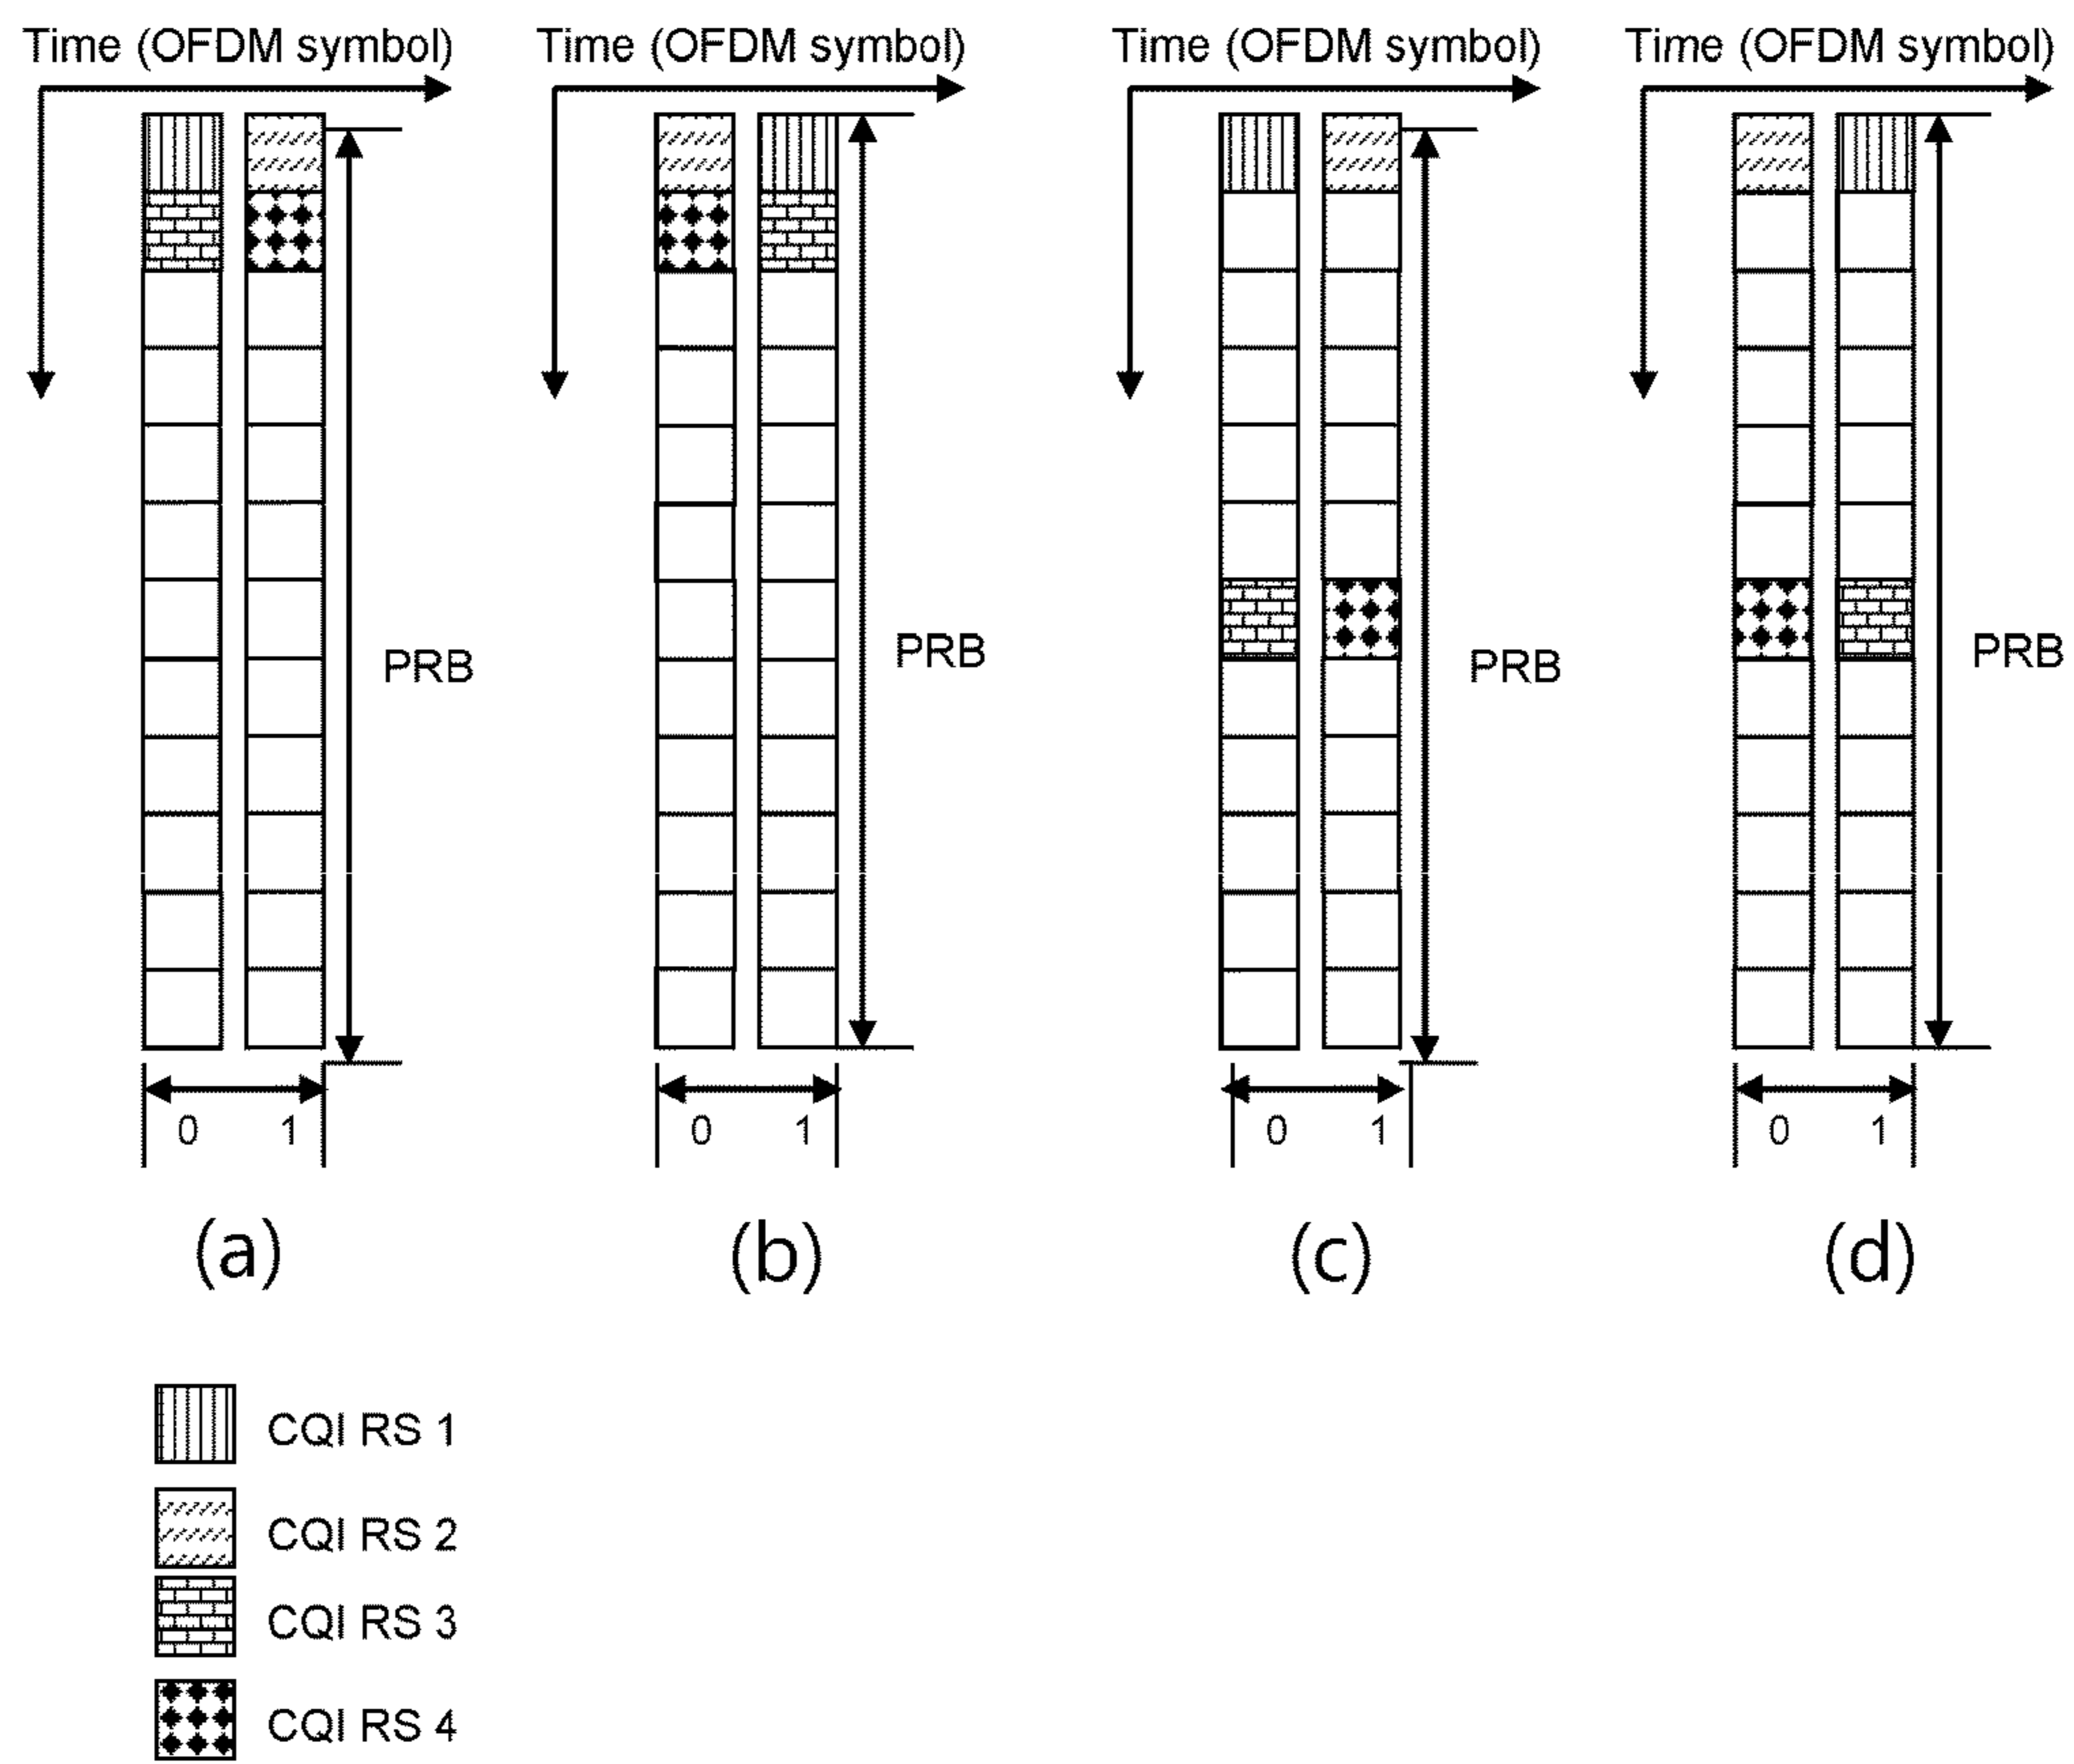 Time (OFDM symbol) Time (OFDM symbol) Time (OFDM symbol) Time (OFDM symbol)
PRB PRB PRB PRB
0 1 0 1 0 1 0 1
(a) (b) (c) (d)
CQI RS 1
CQI RS 2
CQI RS 3
CQI RS 4